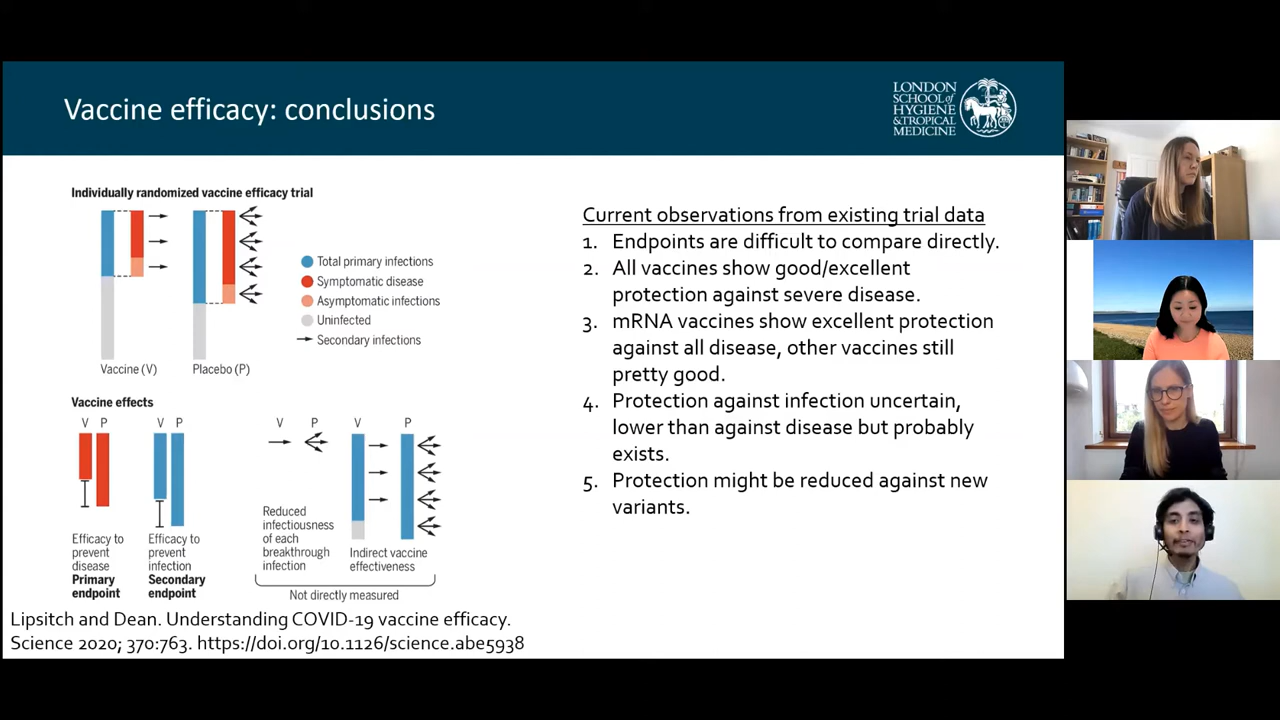 Vaccine efficacy: conclusions
LONDON
SCHOOL of
HYGIENE
& TROPICAL
MEDICINE
Individually randomized vaccine efficacy trial
Total primary infections
Symptomatic disease
Asymptomatic infections
Uninfected
Secondary infections
Vaccine (V)
Placebo (P)
Vaccine effects
V P
V P
V P
V P
Efficacy to
prevent
disease
Primary
endpoint
Efficacy to
prevent
infection
Secondary
endpoint
Reduced
infectiousness
of each
breakthrough
infection
Indirect vaccine
effectiveness
Not directly measured
Lipsitch and Dean. Understanding COVID-19 vaccine efficacy.
Science 2020; 370:763. https://doi.org/10.1126/science.abe5938
Current observations from existing trial data
1. Endpoints are difficult to compare directly.
2. All vaccines show good/excellent
protection against severe disease.
3. mRNA vaccines show excellent protection
against all disease, other vaccines still
pretty good.
4. Protection against infection uncertain,
lower than against disease but probably
exists.
5. Protection might be reduced against new
variants.